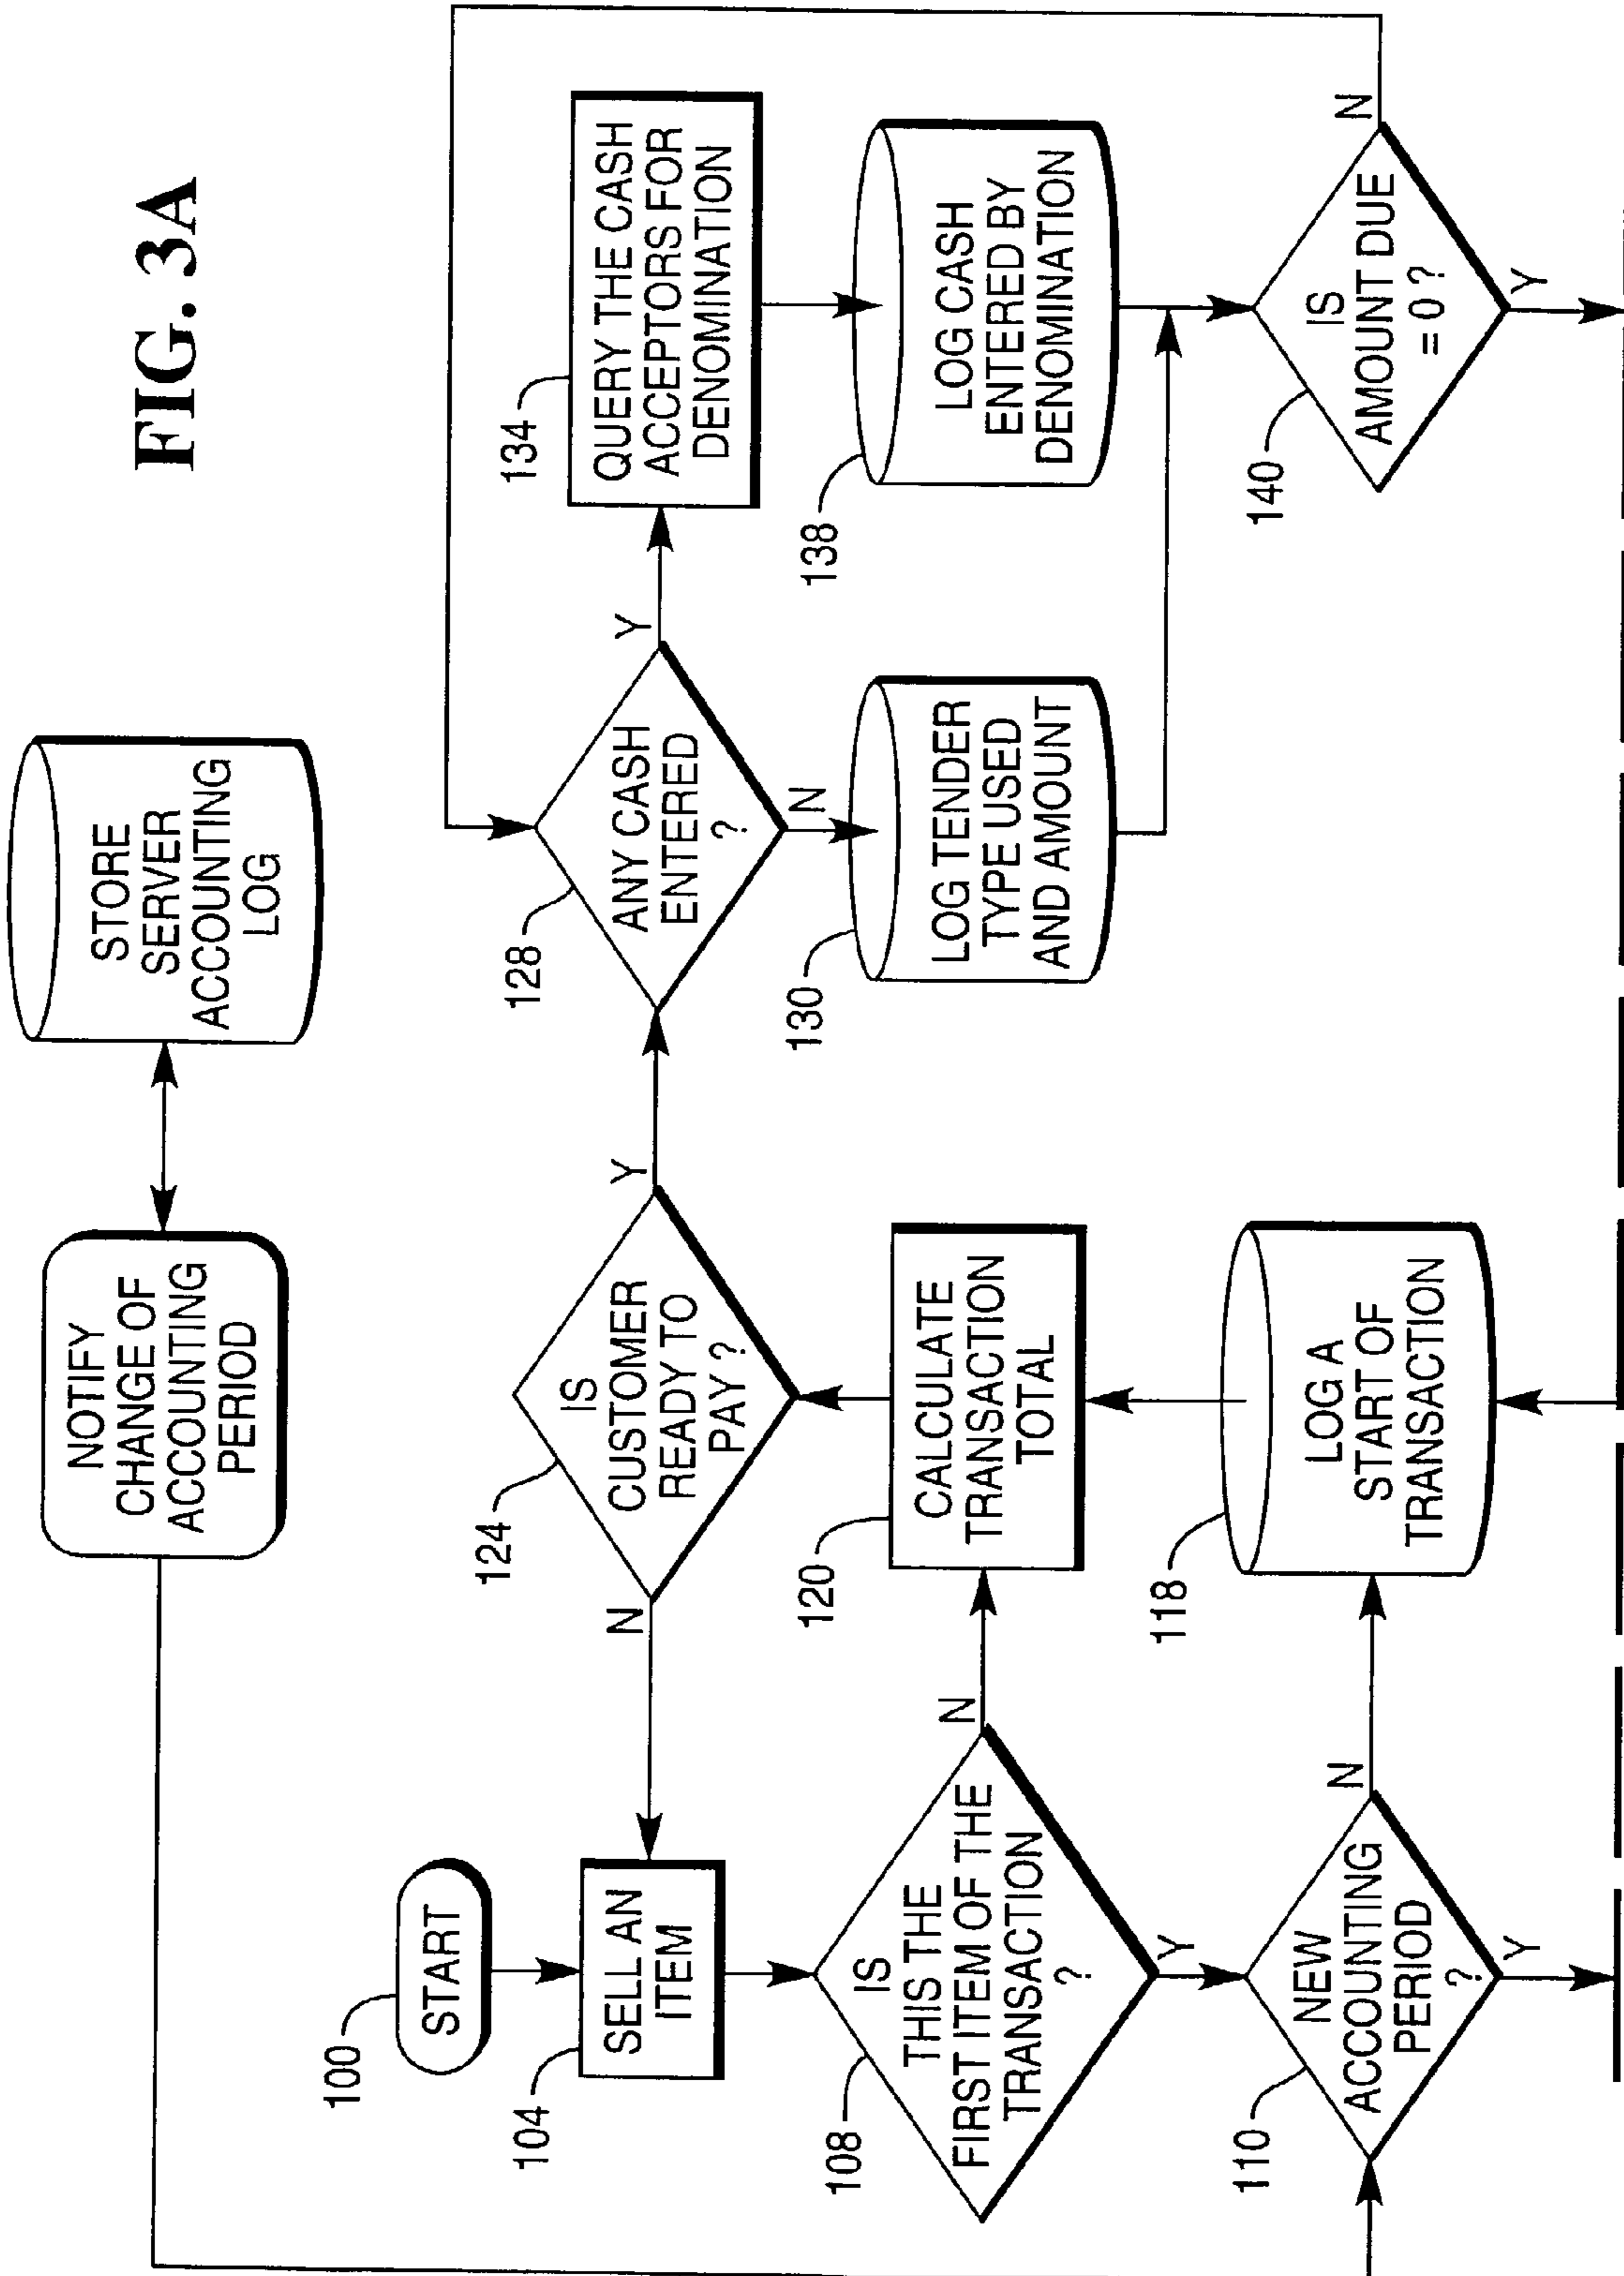 FIG. 3A
NOTIFY
CHANGE OF
ACCOUNTING
PERIOD
STORE
SERVER
ACCOUNTING
LOG
100
START
104
SELL AN
ITEM
108
IS
THIS THE
FIRST ITEM OF THE
TRANSACTION
?
N
Y
110
NEW
ACCOUNTING
PERIOD
?
N
Y
118
LOG A
START OF
TRANSACTION
120
CALCULATE
TRANSACTION
TOTAL
124
IS
CUSTOMER
READY TO
PAY ?
N
Y
128
ANY CASH
ENTERED
?
Y
N
130
LOG TENDER
TYPE USED
AND AMOUNT
134
QUERY THE CASH
ACCEPTORS FOR
DENOMINATION
138
LOG CASH
ENTERED BY
DENOMINATION
140
IS
AMOUNT DUE
= 0 ?
N
Y